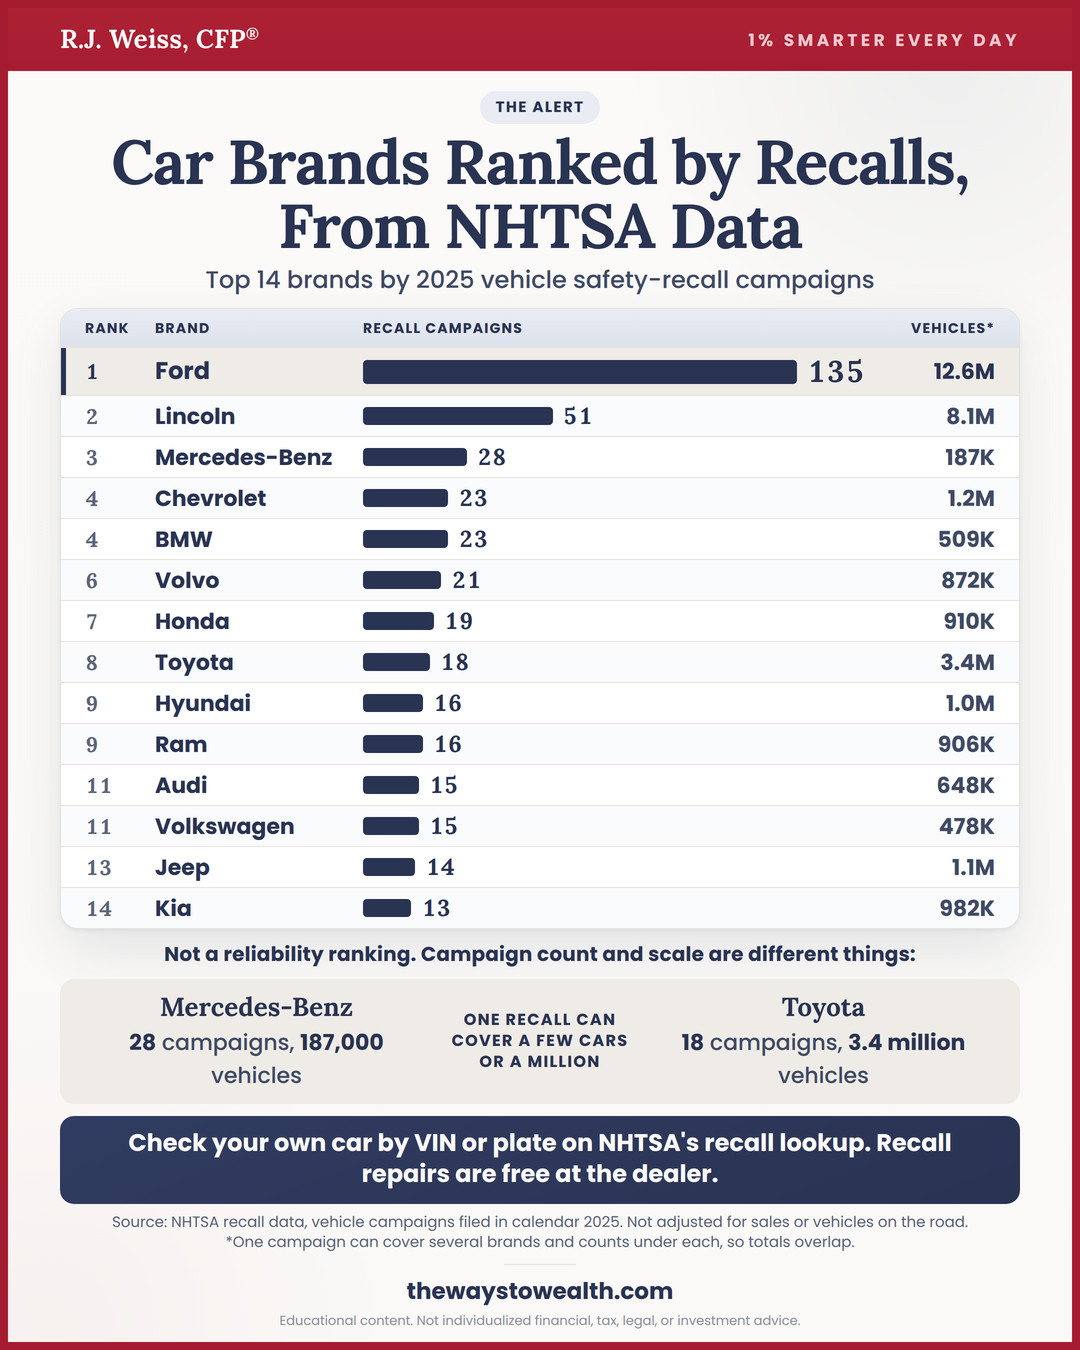 R.J. Weiss, CFP®
1% SMARTER EVERY DAY
THE ALERT
Car Brands Ranked by Recalls,
From NHTSA Data
Top 14 brands by 2025 vehicle safety-recall campaigns
RANK BRAND RECALL CAMPAIGNS VEHICLES*
1 Ford 135 12.6M
2 Lincoln 51 8.1M
3 Mercedes-Benz 28 187K
4 Chevrolet 23 1.2M
4 BMW 23 509K
6 Volvo 21 872K
7 Honda 19 910K
8 Toyota 18 3.4M
9 Hyundai 16 1.0M
9 Ram 16 906K
11 Audi 15 648K
11 Volkswagen 15 478K
13 Jeep 14 1.1M
14 Kia 13 982K
Not a reliability ranking. Campaign count and scale are different things:
Mercedes-Benz
28 campaigns, 187,000
vehicles
ONE RECALL CAN
COVER A FEW CARS
OR A MILLION
Toyota
18 campaigns, 3.4 million
vehicles
Check your own car by VIN or plate on NHTSA's recall lookup. Recall
repairs are free at the dealer.
Source: NHTSA recall data, vehicle campaigns filed in calendar 2025. Not adjusted for sales or vehicles on the road.
*One campaign can cover several brands and counts under each, so totals overlap.
thewaystowealth.com
Educational content. Not individualized financial, tax, legal, or investment advice.